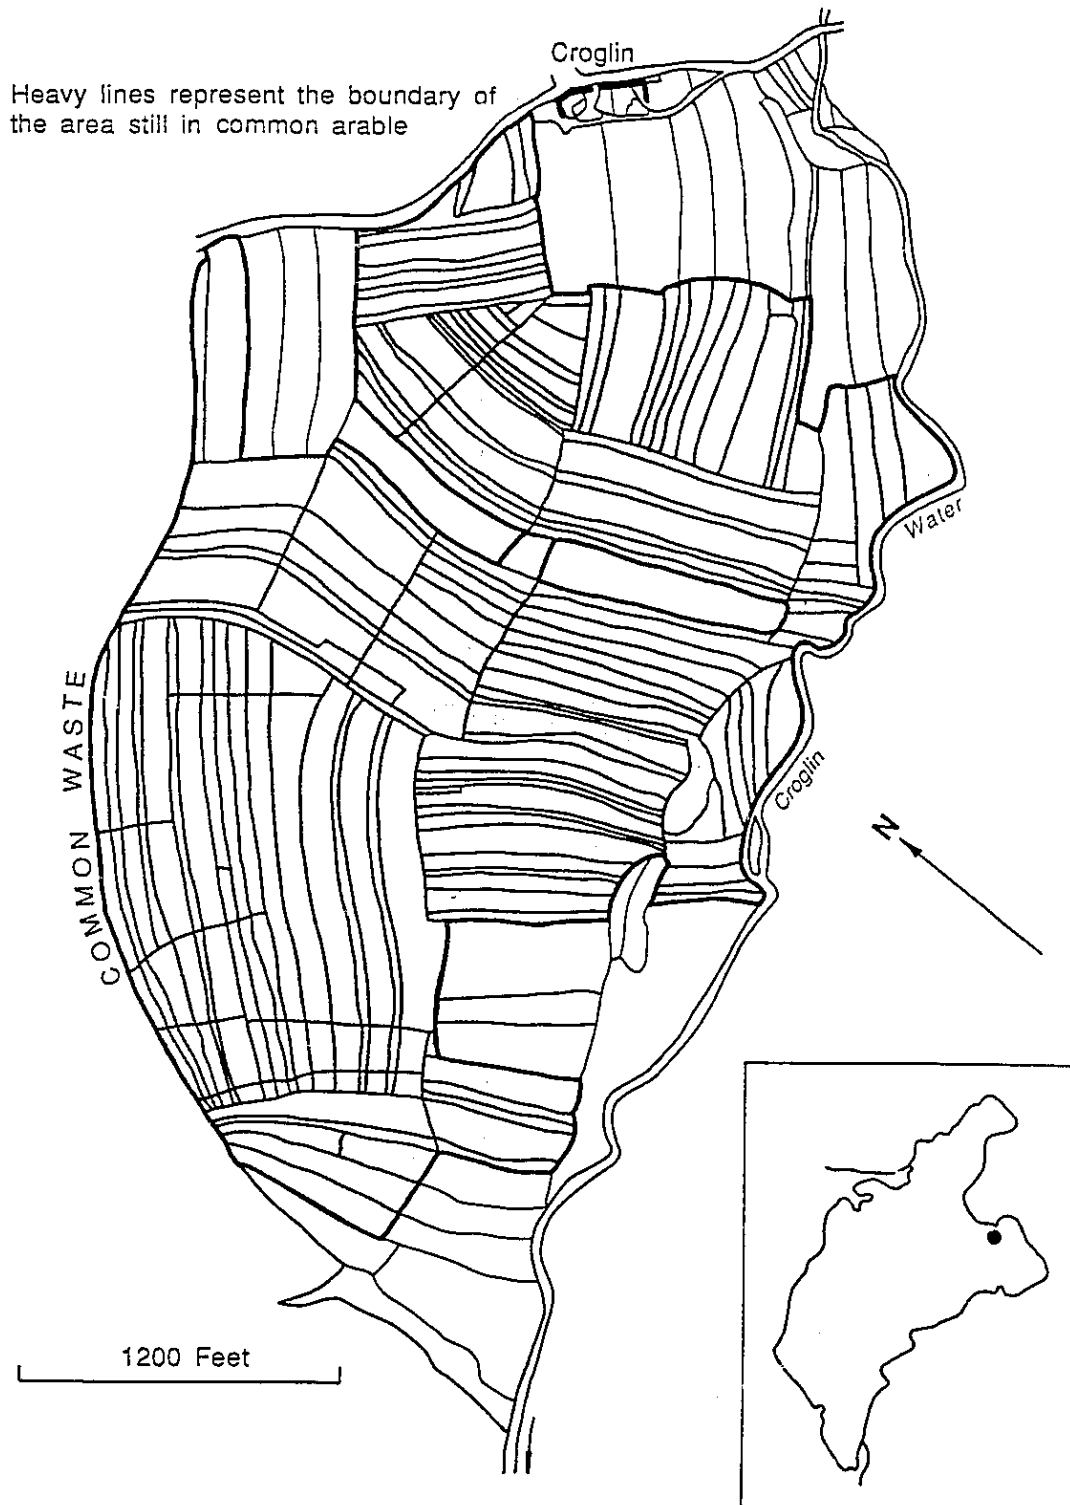 Croglin
Heavy lines represent the boundary of
the area still in common arable
Water
COMMON WASTE
Croglin
N
1200 Feet